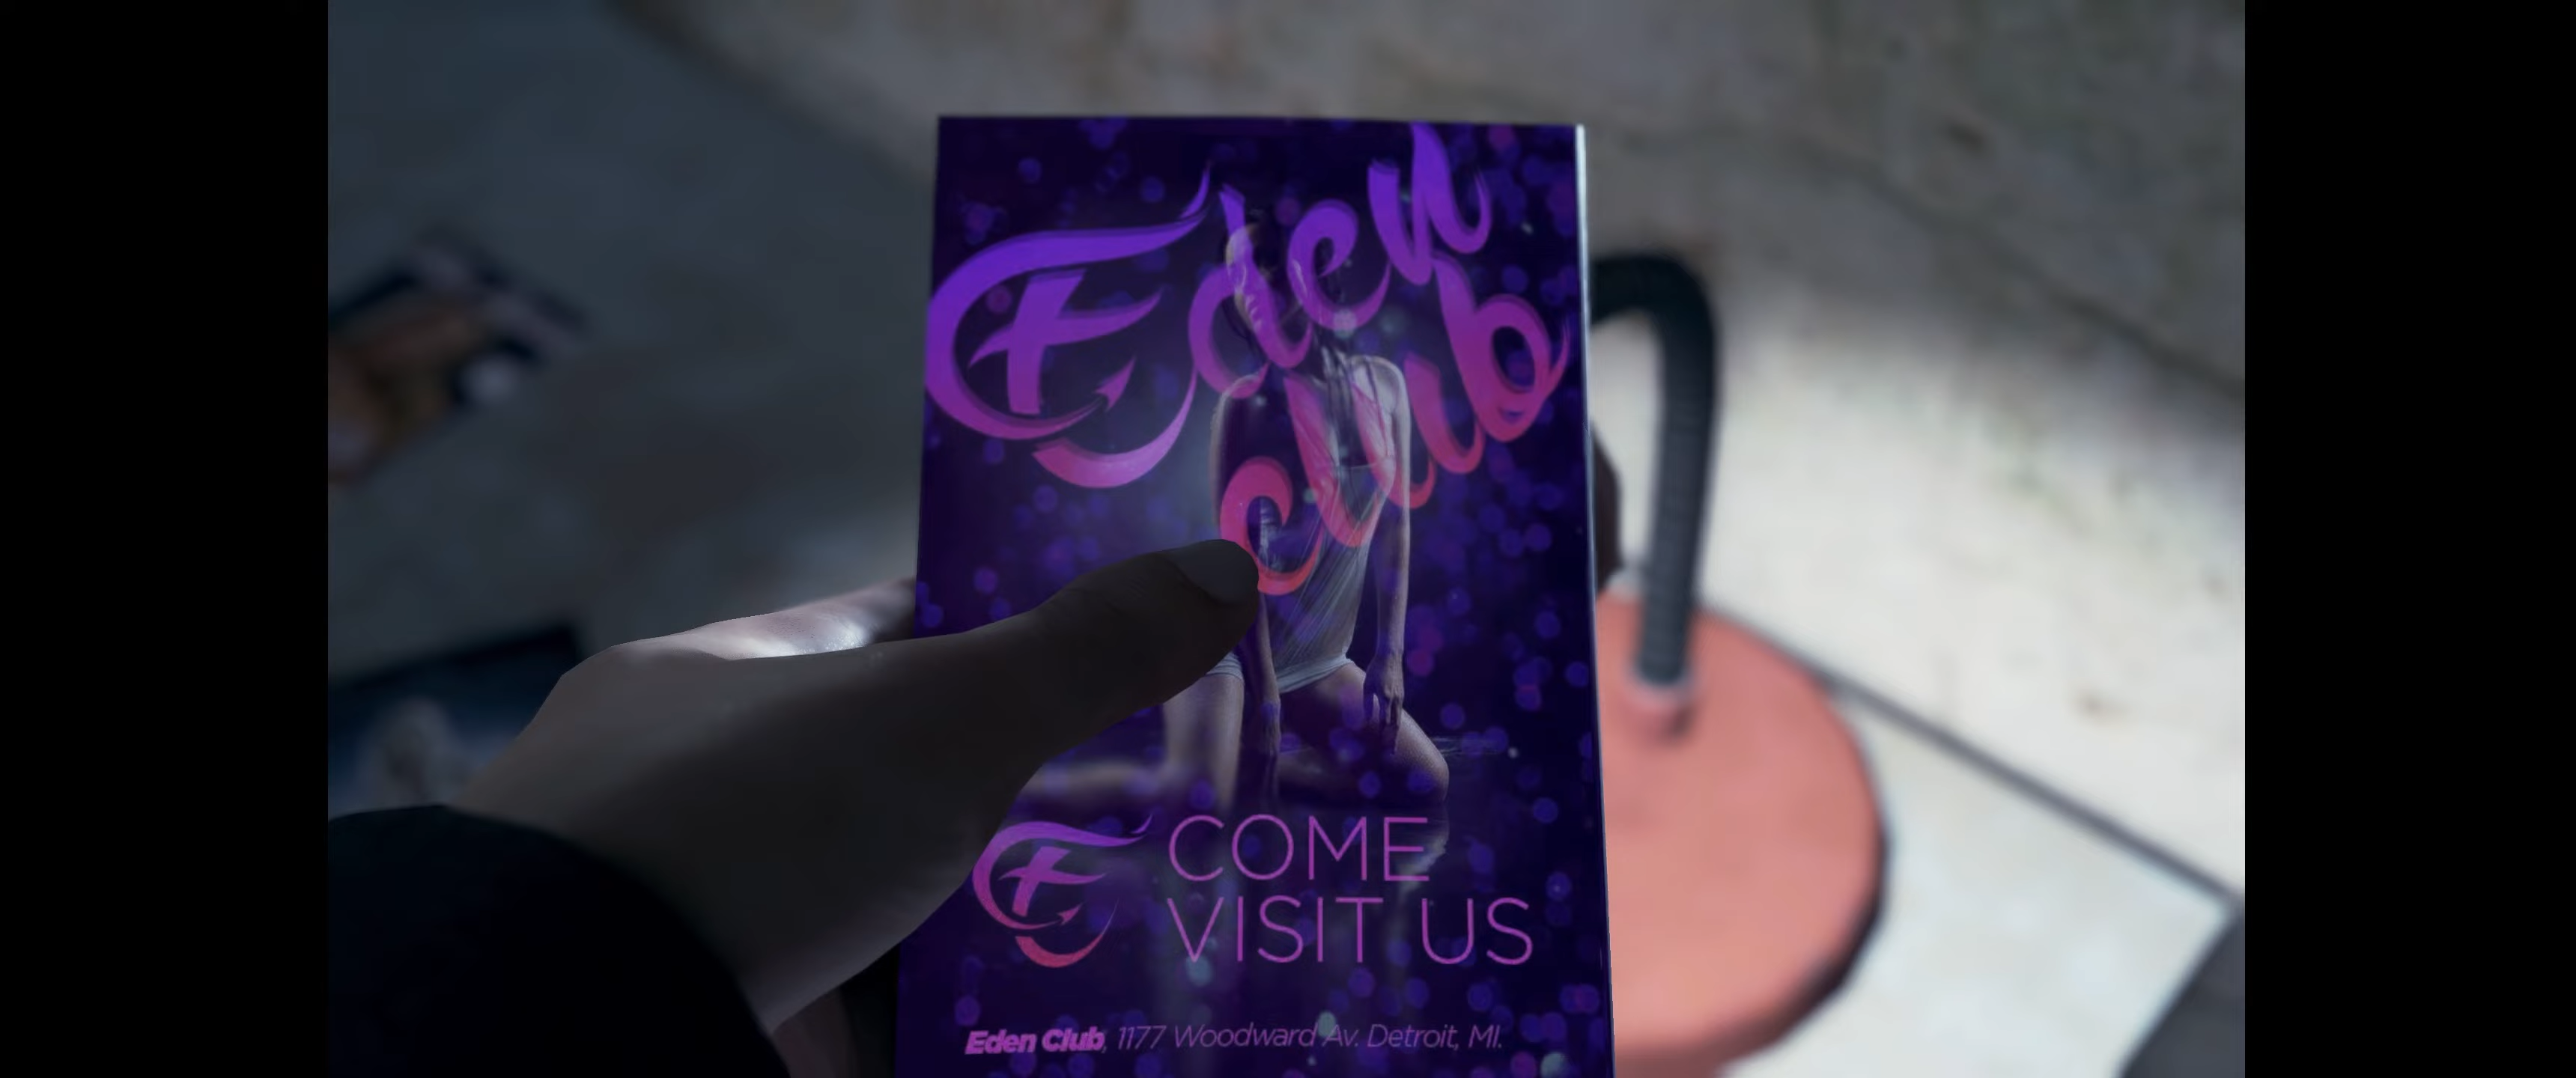 Eden
club
COME
VISIT US
Eden Club, 1177 Woodward Av. Detroit, MI.